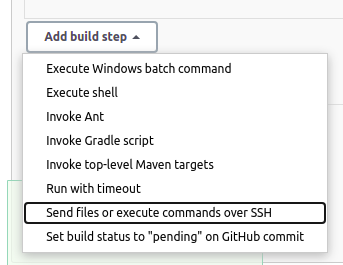 Add build step
Execute Windows batch command
Execute shell
Invoke Ant
Invoke Gradle script
Invoke top-level Maven targets
Run with timeout
Send files or execute commands over SSH
Set build status to "pending" on GitHub commit